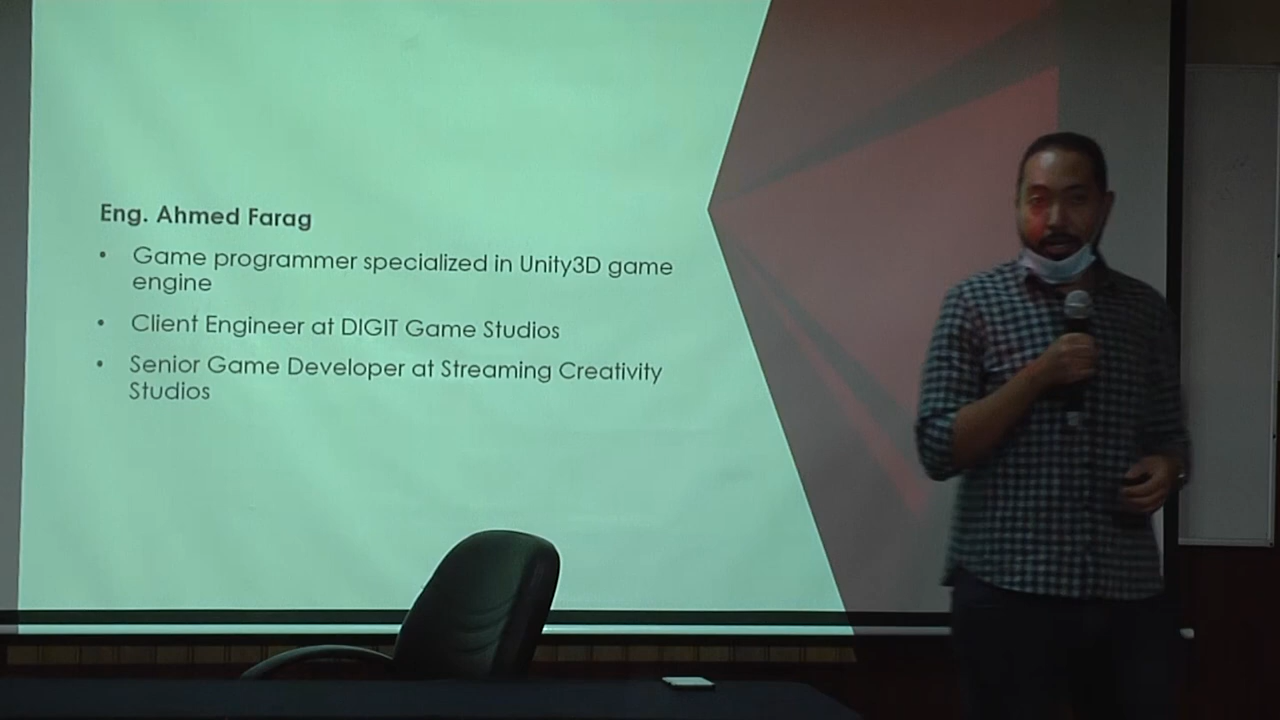 Eng. Ahmed Farag
• Game programmer specialized in Unity3D game
engine
• Client Engineer at DIGIT Game Studios
• Senior Game Developer at Streaming Creativity
Studios